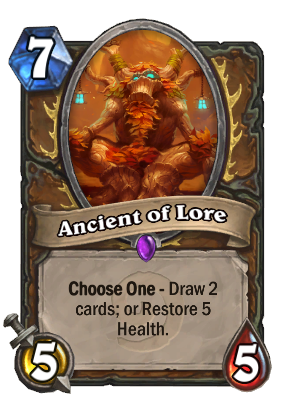 7
Ancient of Lore
Choose One - Draw 2
cards; or Restore 5
Health.
5 5